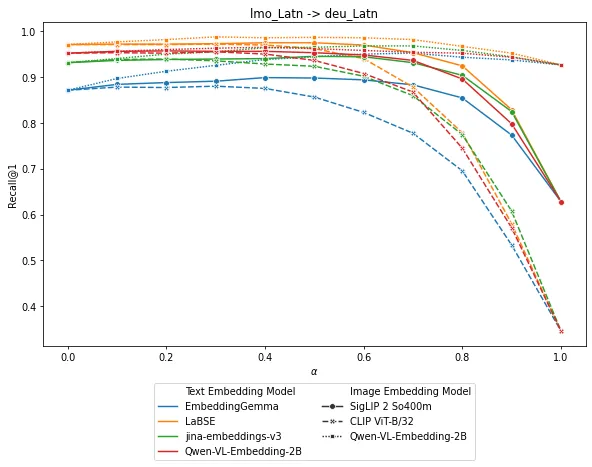 lmo_Latn -> deu_Latn
Recall@1
1.0
0.9
0.8
0.7
0.6
0.5
0.4
0.0 0.2 0.4 0.6 0.8 1.0
α
Text Embedding Model
EmbeddingGemma
LaBSE
jina-embeddings-v3
Qwen-VL-Embedding-2B
Image Embedding Model
SigLIP 2 So400m
CLIP ViT-B/32
Qwen-VL-Embedding-2B